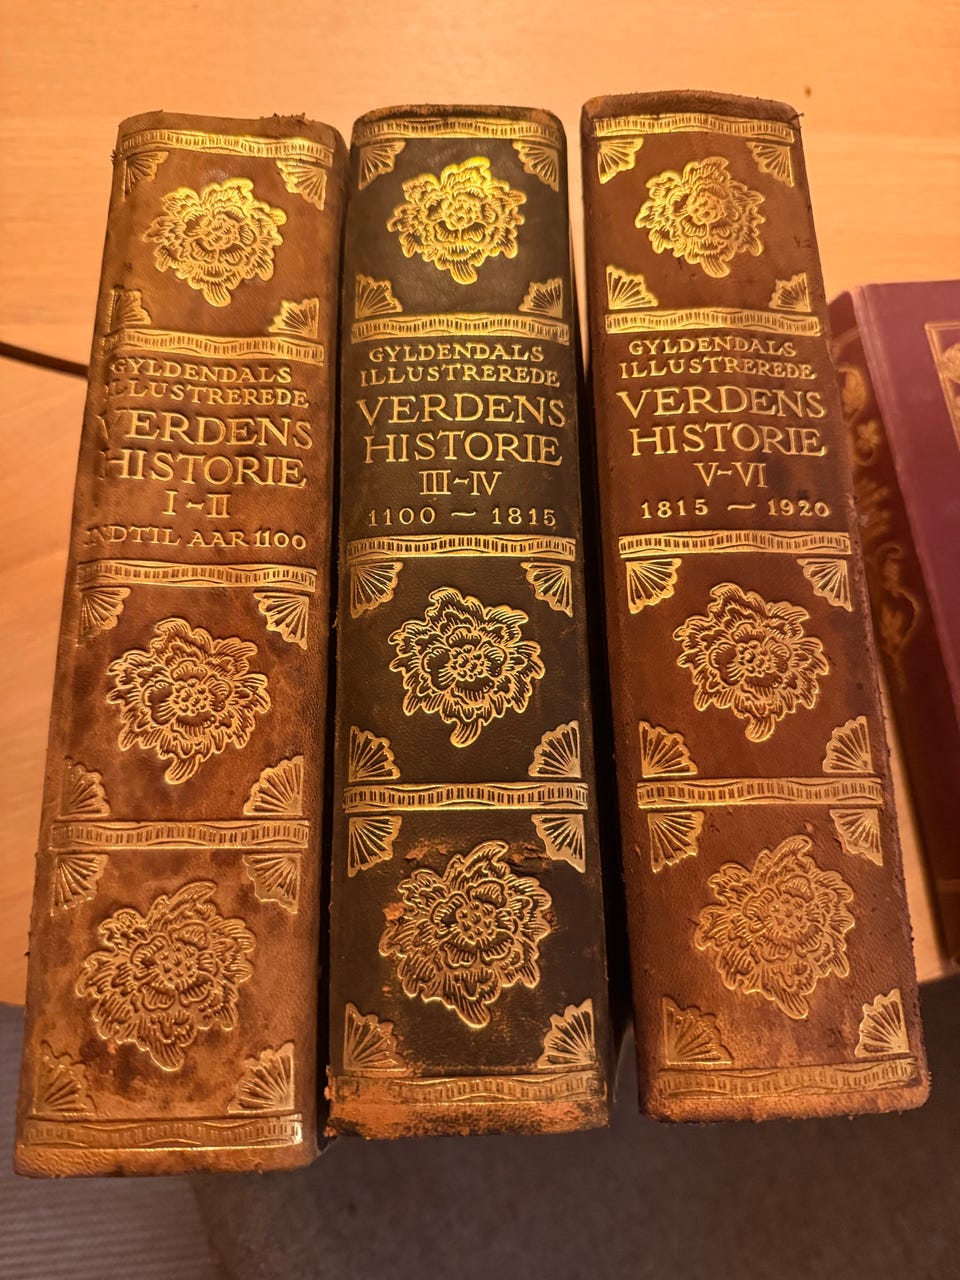 GYLDENDALS
ILLUSTREREDE
VERDENS
HISTORIE
I-II
INDTIL AAR 1100
GYLDENDALS
ILLUSTREREDE
VERDENS
HISTORIE
III-IV
1100 — 1815
GYLDENDALS
ILLUSTREREDE
VERDENS
HISTORIE
V-VI
1815 — 1920